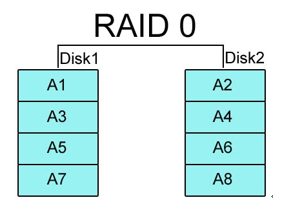 RAID 0
Disk1 Disk2
A1 A2
A3 A4
A5 A6
A7 A8